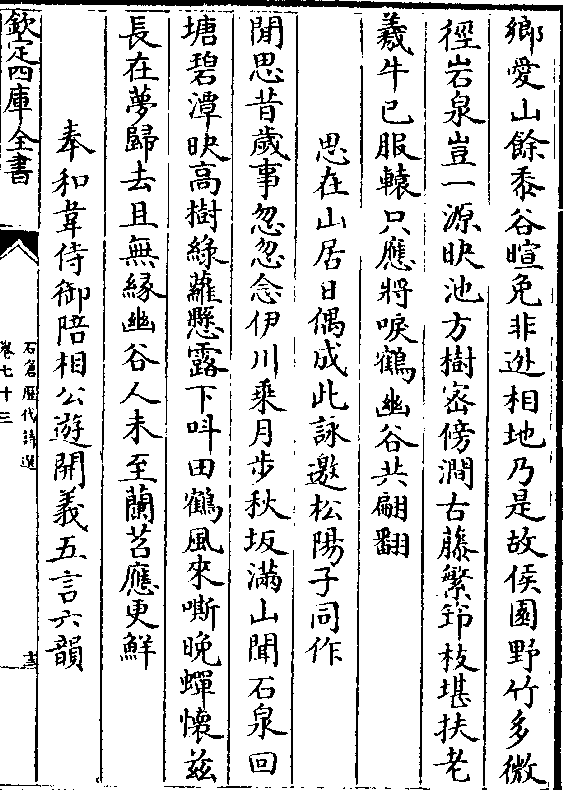 鄉愛山餘黍谷暄免非逃相地乃是故侯園野竹多微
徑岩泉豈一源映池方樹密傍澗古藤繁笻枝堪扶老
羲牛已服轅只應將唳鶴幽谷共翩翻
思在山居日偶成此詠邀松陽子同作
聞思昔歲事忽忽念伊川乘月步秋坂滿山聞石泉回
塘碧潭映高樹綠蘿懸露下叫田鶴風來嘶晚蟬懷兹
長在夢歸去且無緣幽谷人未至蘭苕應更鮮
奉和韋侍御陪相公遊開義五言六韻
欽定四庫全書
石倉歷代詩選
卷七十三